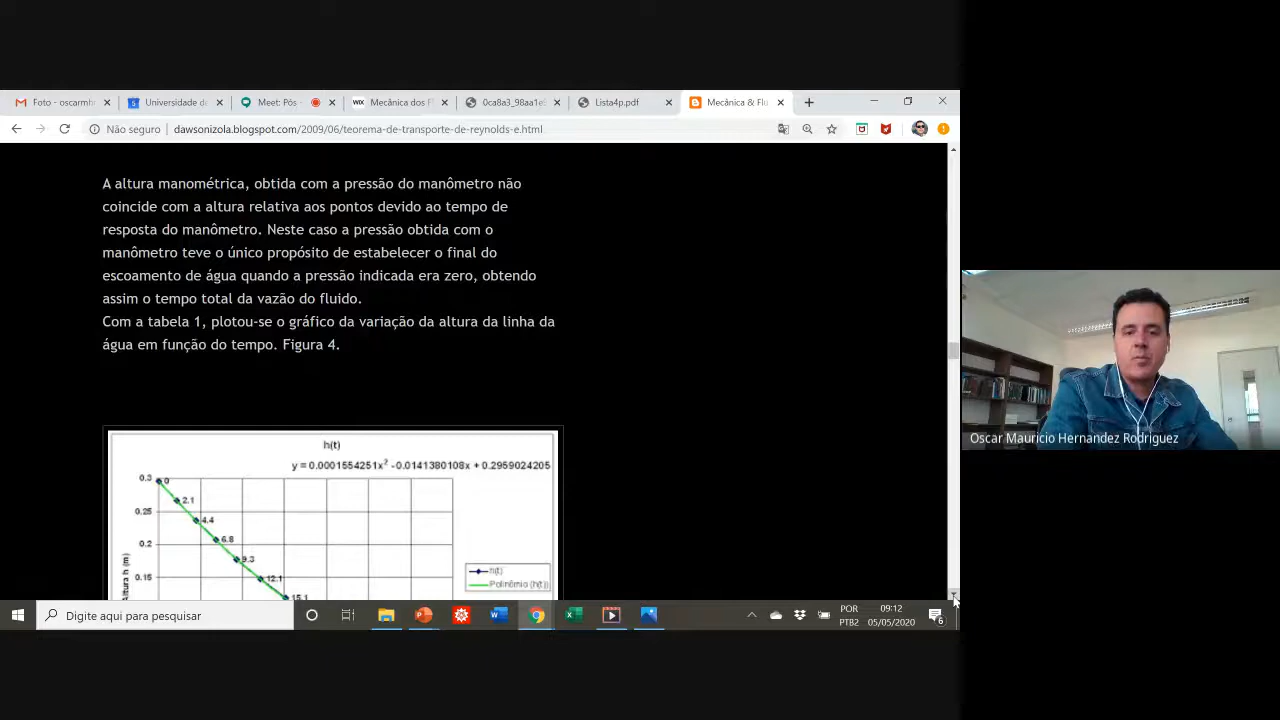 Foto - oscarmh
Universidade de
Meet: Pós -
WIX
Mecânica dos F
0ca8a3_98aa1e
Lista4p.pdf
Mecânica & Flu
Não seguro
dawsonizola.blogspot.com/2009/06/teorema-de-transporte-de-reynolds-e.html
A altura manométrica, obtida com a pressão do manômetro não
coincide com a altura relativa aos pontos devido ao tempo de
resposta do manômetro. Neste caso a pressão obtida com o
manômetro teve o único propósito de estabelecer o final do
escoamento de água quando a pressão indicada era zero, obtendo
assim o tempo total da vazão do fluido.
Com a tabela 1, plotou-se o gráfico da variação da altura da linha da
água em função do tempo. Figura 4.
h(t)
y = 0.0001554251x² -0.0141380108x + 0.2959024205
0.3
0
2.1
0.25
4.4
6.8
0.2
9.3
Altura h (m)
h(t)
0.15
12.1
Polinômio (h(t))
15.1
Oscar Mauricio Hernandez Rodriguez
Digite aqui para pesquisar
POR
PTB2
09:12
05/05/2020
6